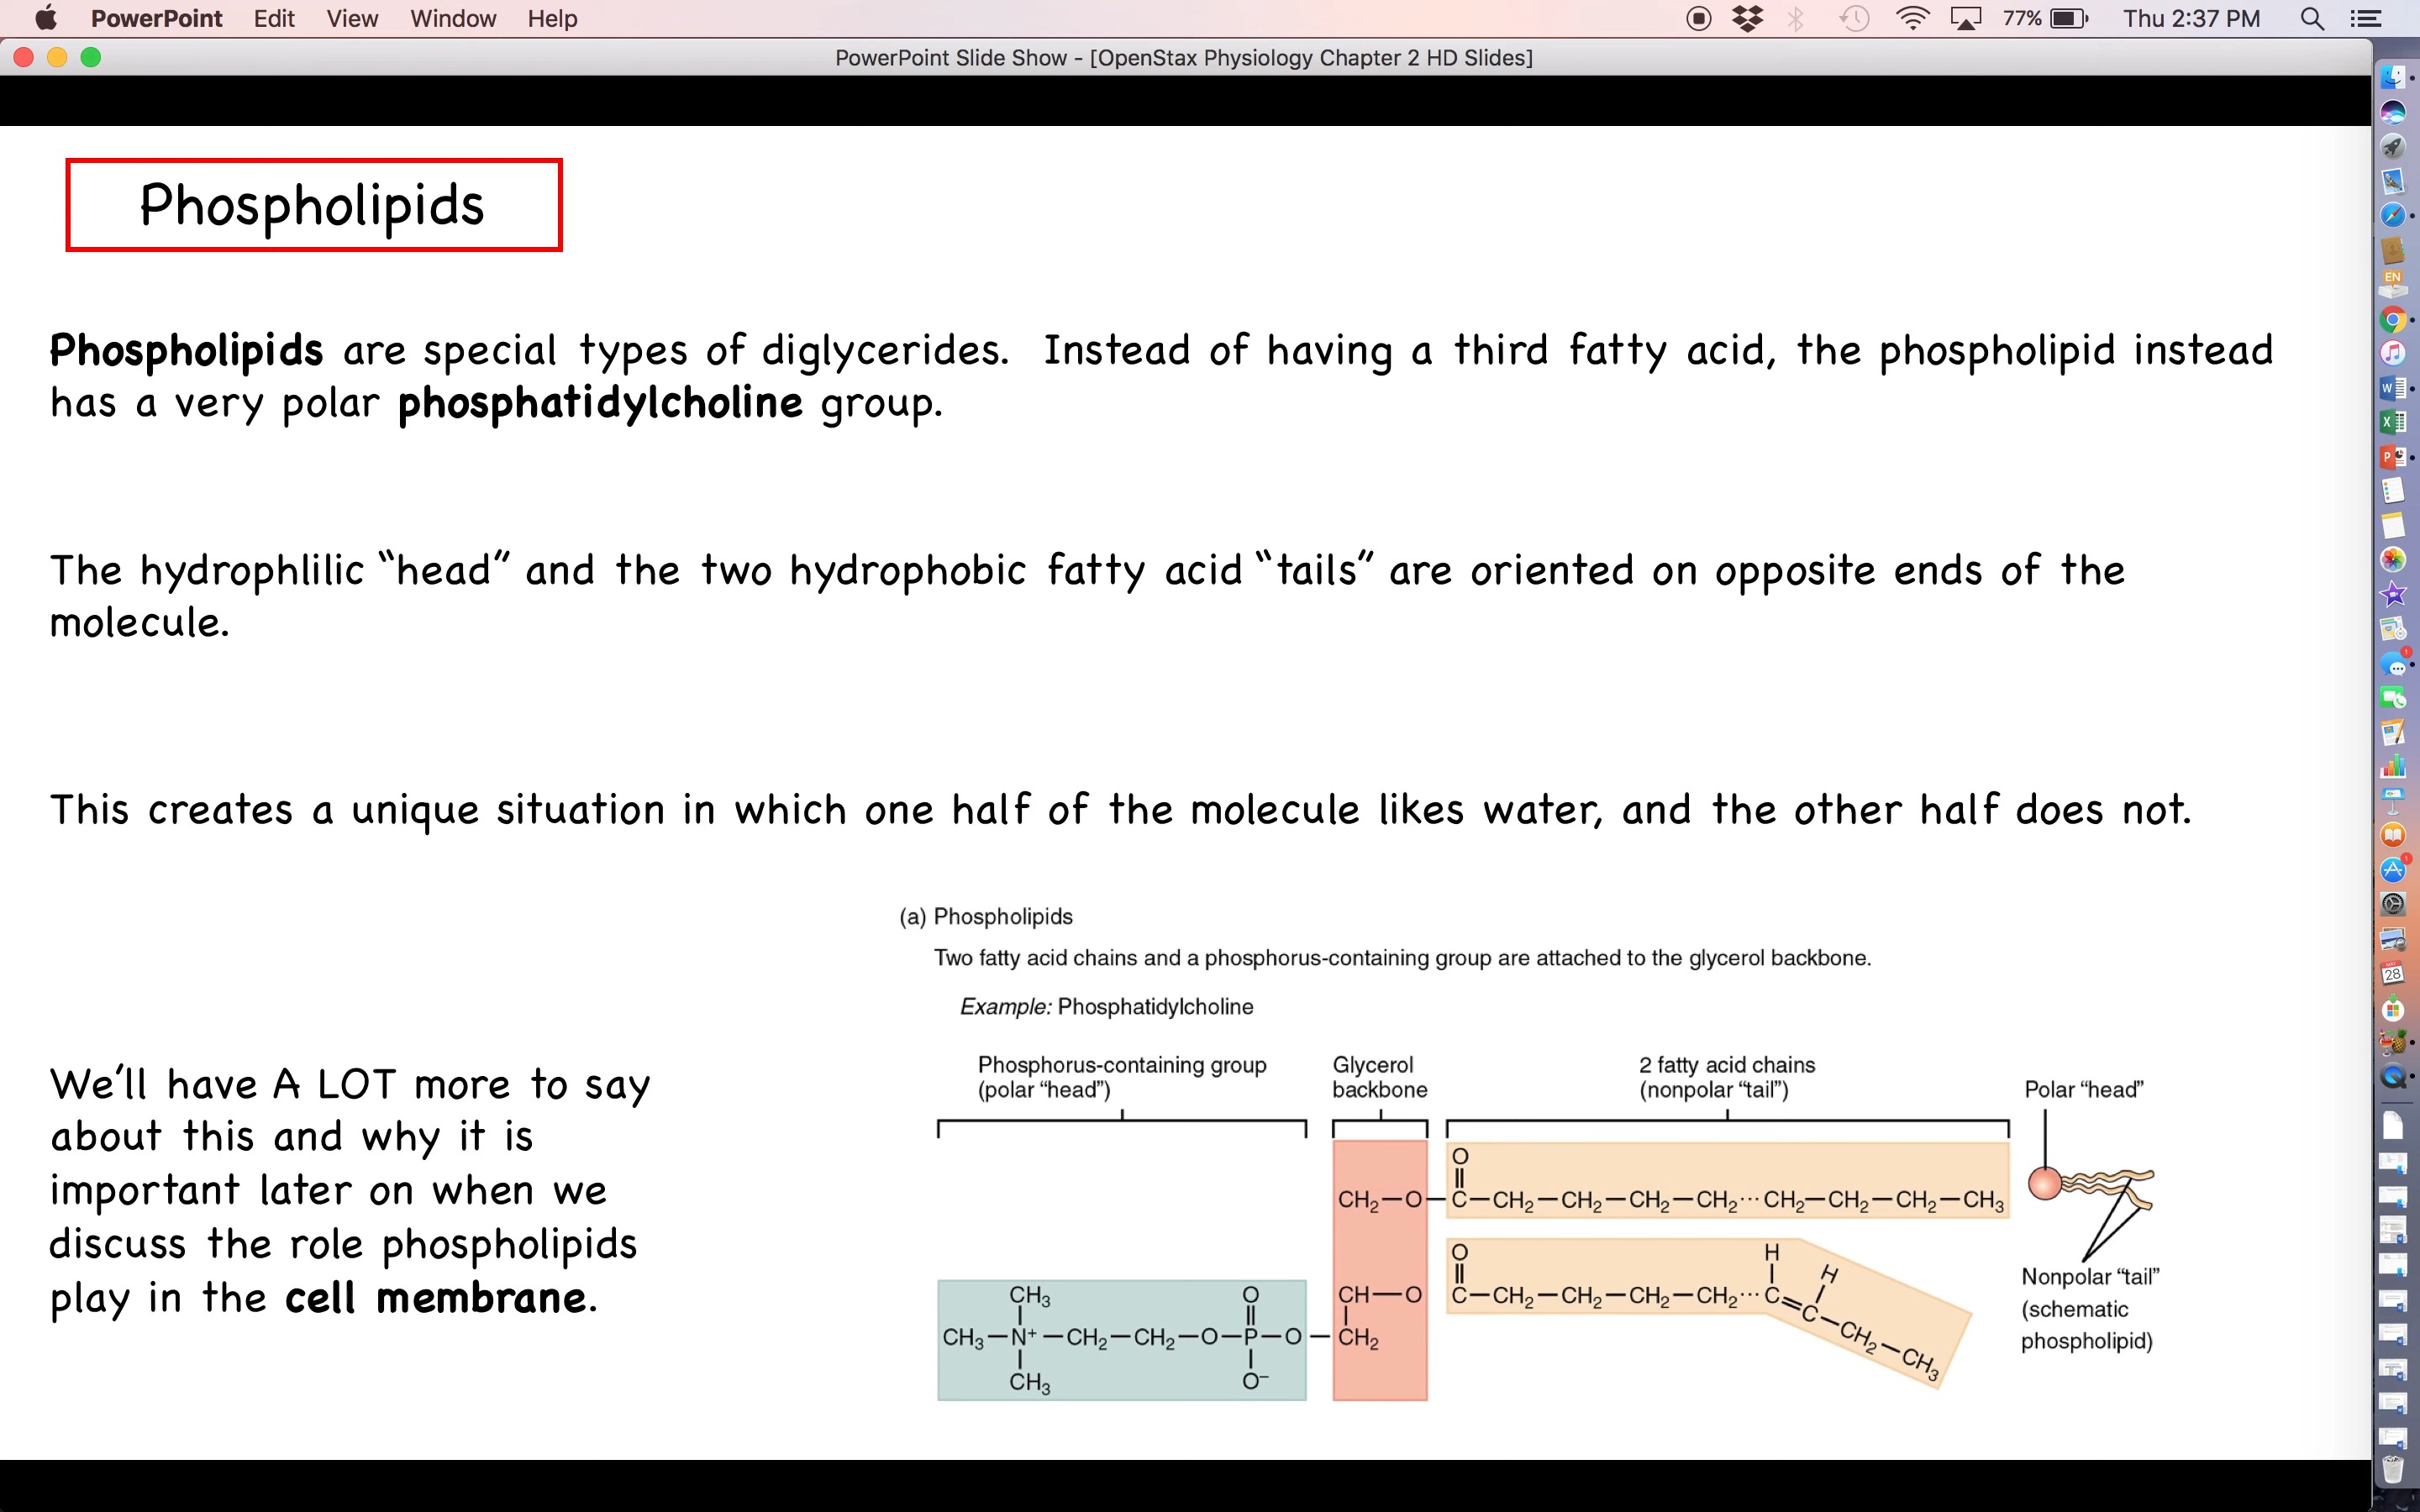 PowerPoint Edit View Window Help 77% Thu 2:37 PM
PowerPoint Slide Show - [OpenStax Physiology Chapter 2 HD Slides]
Phospholipids
Phospholipids are special types of diglycerides. Instead of having a third fatty acid, the phospholipid instead
has a very polar phosphatidylcholine group.
The hydrophlilic “head” and the two hydrophobic fatty acid “tails” are oriented on opposite ends of the
molecule.
This creates a unique situation in which one half of the molecule likes water, and the other half does not.
We’ll have A LOT more to say
about this and why it is
important later on when we
discuss the role phospholipids
play in the cell membrane.
(a) Phospholipids
Two fatty acid chains and a phosphorus-containing group are attached to the glycerol backbone.
Example: Phosphatidylcholine
Phosphorus-containing group
(polar “head”)
Glycerol
backbone
2 fatty acid chains
(nonpolar “tail”)
Polar “head”
O
CH₂—O—C—CH₂—CH₂—CH₂—CH₂···CH₂—CH₂—CH₂—CH₃
O H H
CH—O C—CH₂—CH₂—CH₂—CH₂···C=C—CH₂—CH₃
CH₃ O
CH₃—N⁺—CH₂—CH₂—O—P—O—CH₂
CH₃ O⁻
Nonpolar “tail”
(schematic
phospholipid)
EN
28